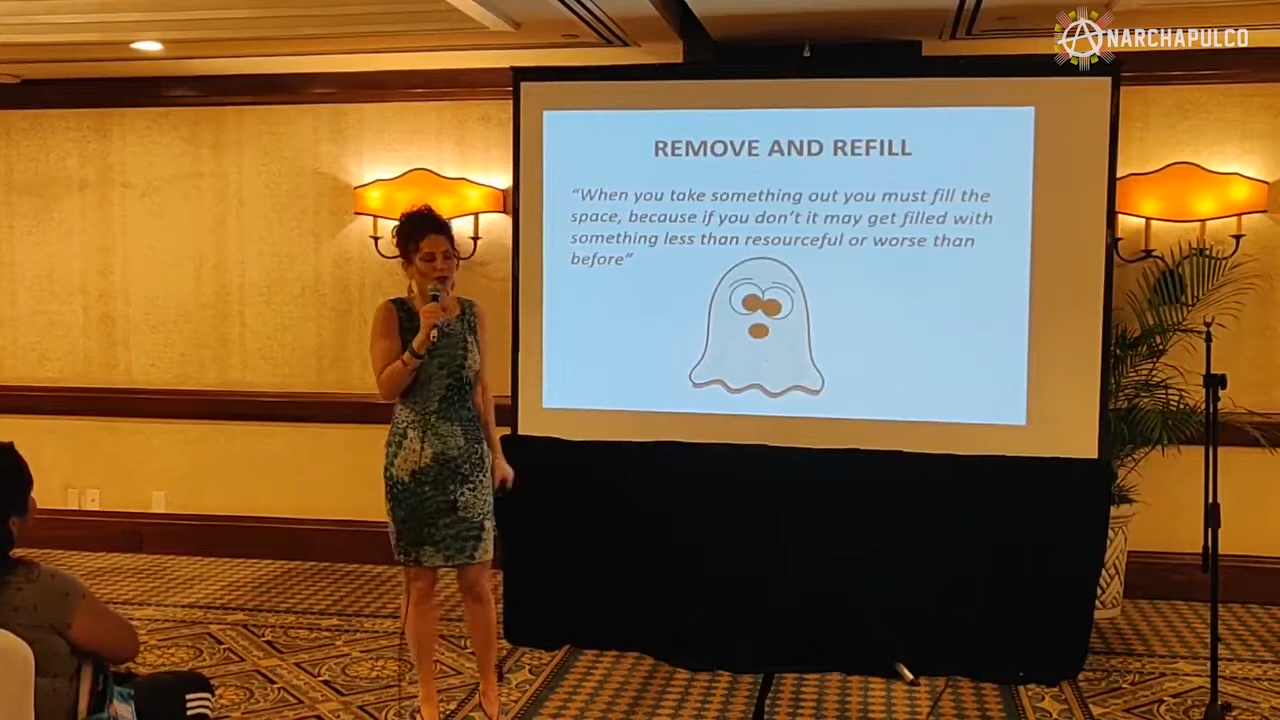 ANARCHAPULCO
REMOVE AND REFILL
“When you take something out you must fill the
space, because if you don’t it may get filled with
something less than resourceful or worse than
before”